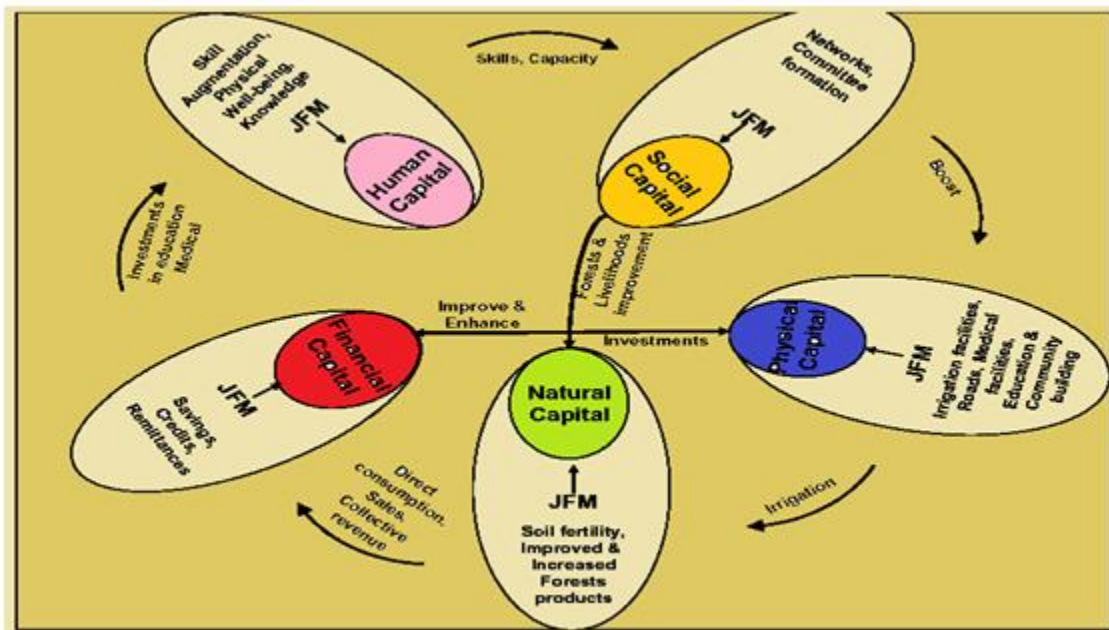 Skill
Augmentation,
Physical
Well-being,
Knowledge
JFM
Human
Capital
Skills, Capacity
Networks,
Committee
formation
JFM
Social
Capital
Boost
Investments
in education
Medical
Forests &
Livelihoods
improvement
Improve &
Enhance
Investments
Financial
Capital
JFM
Savings,
Credits,
Remittances
Physical
Capital
JFM
Irrigation facilities,
Roads, Medical
facilities,
Education &
Community
building
Natural
Capital
JFM
Soil fertility,
Improved &
Increased
Forests
products
Direct
consumption,
Sales,
Collective
revenue
Irrigation